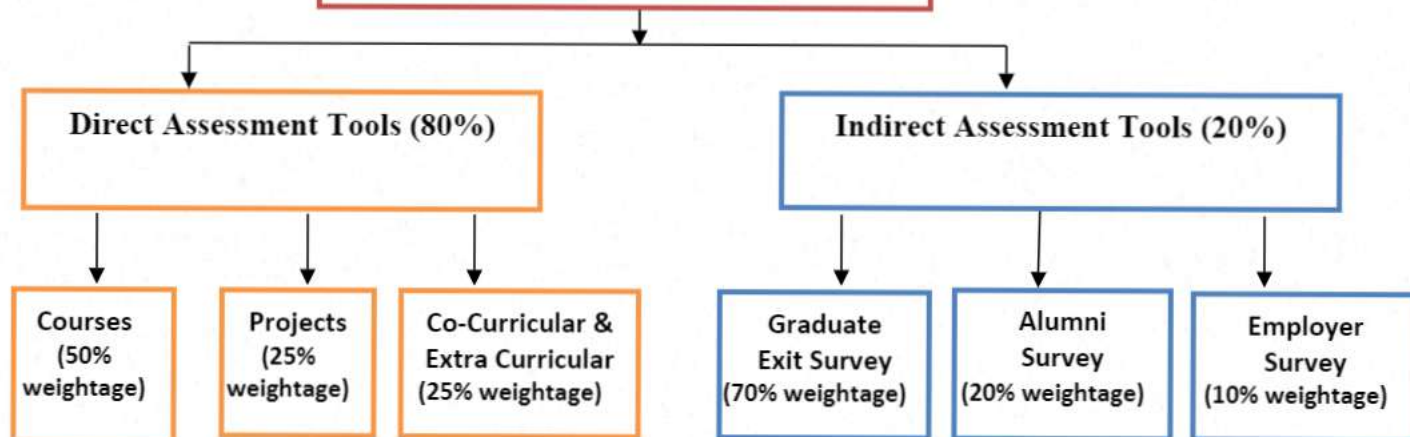 Direct Assessment Tools (80%)
Indirect Assessment Tools (20%)
Courses
(50%
weightage)
Projects
(25%
weightage)
Co-Curricular &
Extra Curricular
(25% weightage)
Graduate
Exit Survey
(70% weightage)
Alumni
Survey
(20% weightage)
Employer
Survey
(10% weightage)